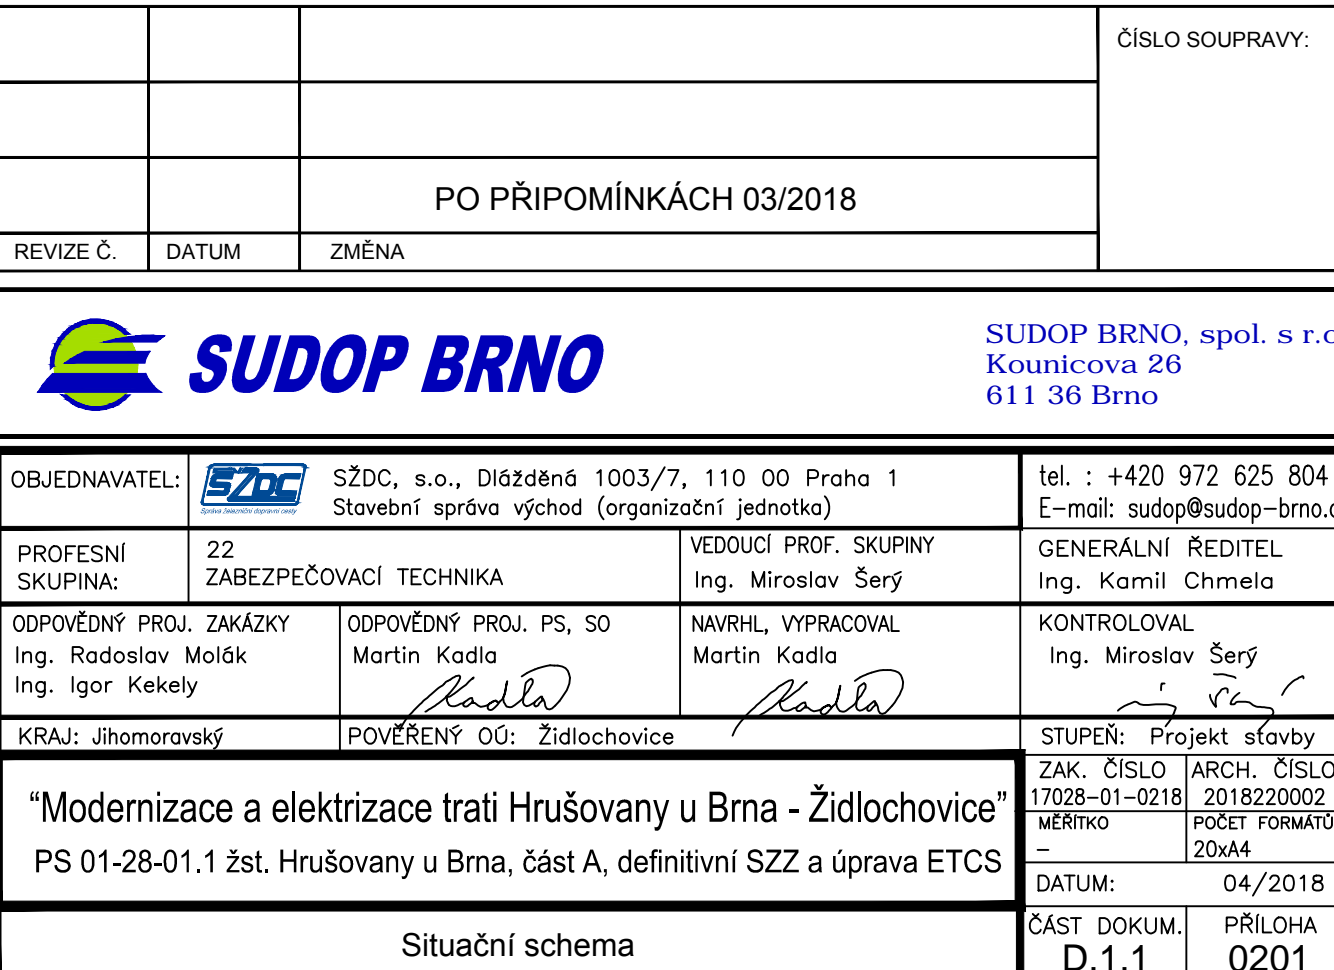 ČÍSLO SOUPRAVY:
PO PŘIPOMÍNKÁCH 03/2018
REVIZE Č. DATUM ZMĚNA
SUDOP BRNO
SUDOP BRNO, spol. s r.o
Kounicova 26
611 36 Brno
OBJEDNAVATEL:
SŽDC
Správa železniční dopravní cesty
SŽDC, s.o., Dlážděná 1003/7, 110 00 Praha 1
Stavební správa východ (organizační jednotka)
tel. : +420 972 625 804
E-mail: sudop@sudop-brno.c
PROFESNÍ
SKUPINA:
22
ZABEZPEČOVACÍ TECHNIKA
VEDOUCÍ PROF. SKUPINY
Ing. Miroslav Šerý
GENERÁLNÍ ŘEDITEL
Ing. Kamil Chmela
ODPOVĚDNÝ PROJ. ZAKÁZKY
Ing. Radoslav Molák
Ing. Igor Kekely
ODPOVĚDNÝ PROJ. PS, SO
Martin Kadla
Kadla
NAVRHL, VYPRACOVAL
Martin Kadla
Kadla
KONTROLOVAL
Ing. Miroslav Šerý
KRAJ: Jihomoravský
POVĚŘENÝ OÚ: Židlochovice
STUPEŇ: Projekt stavby
"Modernizace a elektrizace trati Hrušovany u Brna - Židlochovice"
PS 01-28-01.1 žst. Hrušovany u Brna, část A, definitivní SZZ a úprava ETCS
ZAK. ČÍSLO
17028-01-0218
ARCH. ČÍSLO
2018220002
MĚŘÍTKO
–
POČET FORMÁTŮ
20xA4
DATUM: 04/2018
Situační schema
ČÁST DOKUM.
D.1.1
PŘÍLOHA
0201